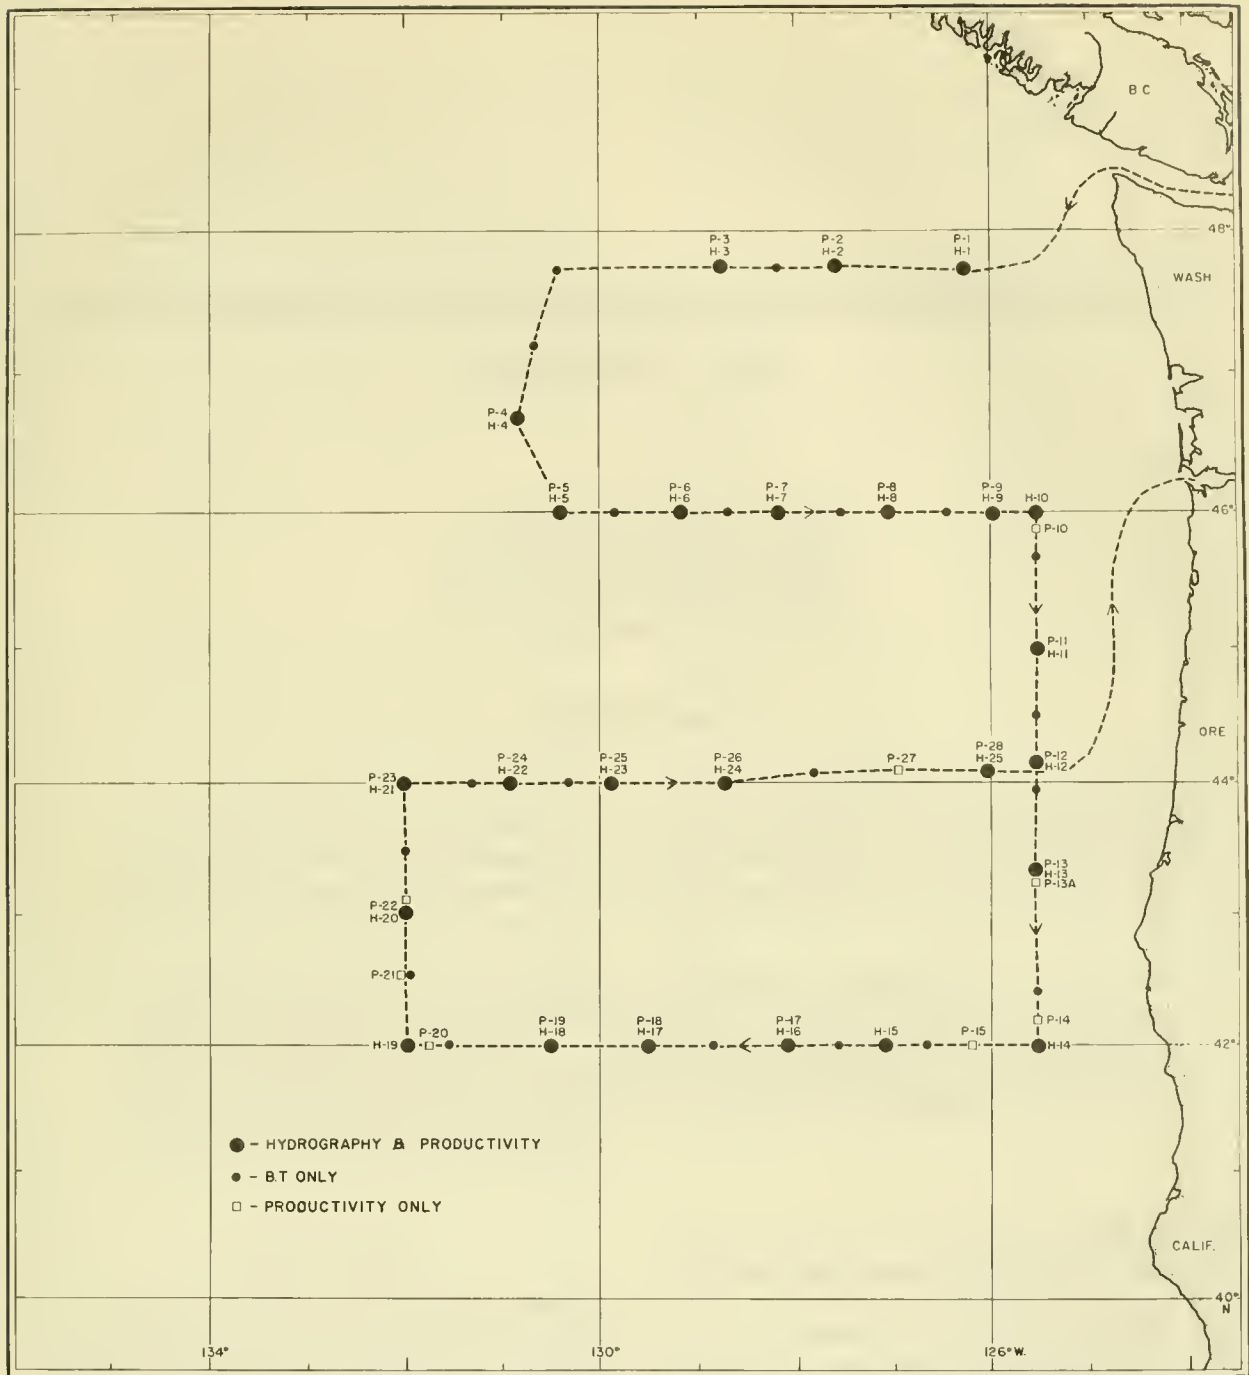 B C
48°
P-3
H-3
P-2
H-2
P-1
H-1
WASH
P-4
H-4
P-5
H-5
P-6
H-6
P-7
H-7
P-8
H-8
P-9
H-9
H-10
46°
P-10
P-11
H-11
ORE
P-23
H-21
P-24
H-22
P-25
H-23
P-26
H-24
P-27
P-28
H-25
P-12
H-12
44°
P-13
H-13
P-13A
P-22
H-20
P-21
P-14
H-19
P-20
P-19
H-18
P-18
H-17
P-17
H-16
H-15
P-15
H-14
42°
- HYDROGRAPHY & PRODUCTIVITY
- B.T ONLY
- PRODUCTIVITY ONLY
CALIF.
40°
N
134°
130°
126° W.